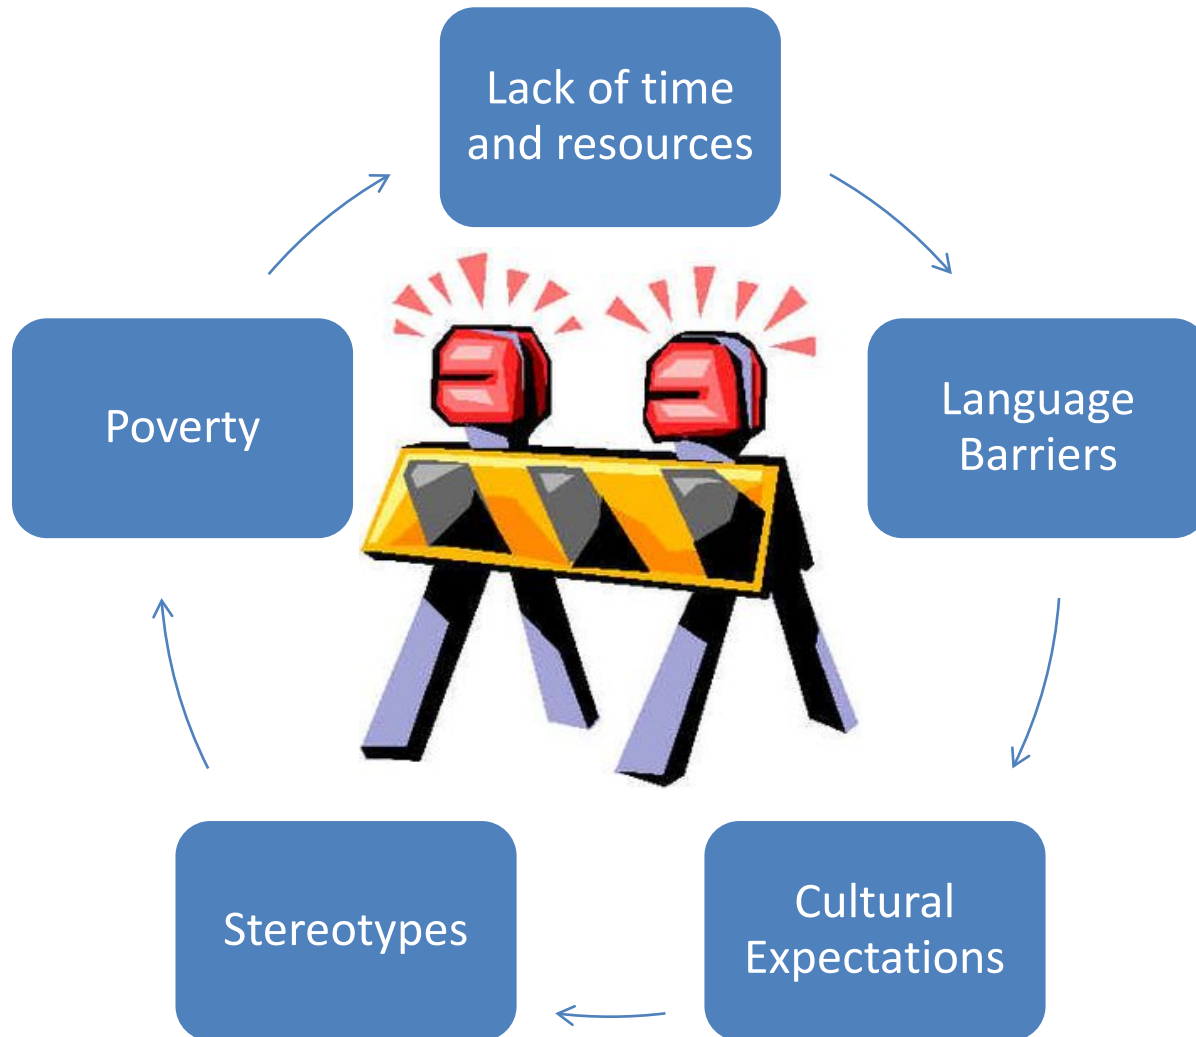 Lack of time
and resources
Language
Barriers
Cultural
Expectations
Stereotypes
Poverty